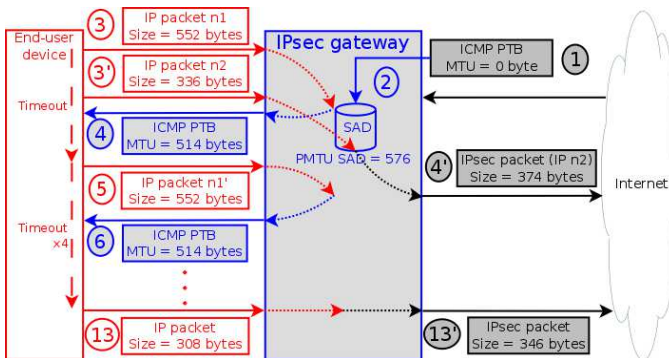 End-user
device
3
IP packet n1
Size = 552 bytes
3'
IP packet n2
Size = 336 bytes
Timeout
4
ICMP PTB
MTU = 514 bytes
5
IP packet n1'
Size = 552 bytes
Timeout
×4
6
ICMP PTB
MTU = 514 bytes
13
IP packet
Size = 308 bytes
IPsec gateway
2
SAD
PMTU SAD = 576
ICMP PTB
MTU = 0 byte
1
4'
IPsec packet (IP n2)
Size = 374 bytes
Internet
13'
IPsec packet
Size = 346 bytes